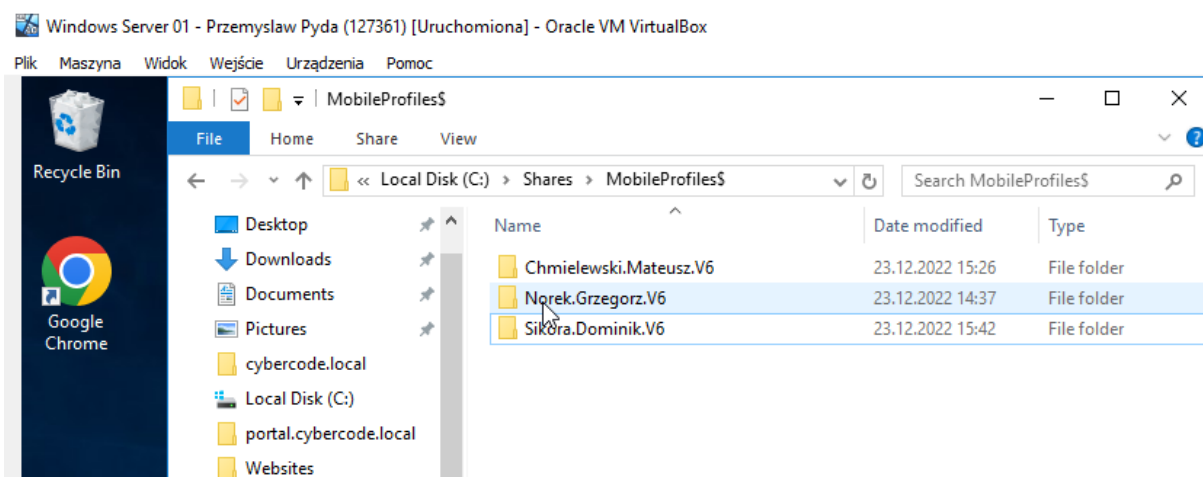 Windows Server 01 - Przemyslaw Pyda (127361) [Uruchomiona] - Oracle VM VirtualBox
Plik Maszyna Widok Wejście Urządzenia Pomoc
MobileProfiles$
File Home Share View
« Local Disk (C:) > Shares > MobileProfiles$
Search MobileProfiles$
Recycle Bin
Google
Chrome
Desktop
Downloads
Documents
Pictures
cybercode.local
Local Disk (C:)
portal.cybercode.local
Websites
Name Date modified Type
Chmielewski.Mateusz.V6 23.12.2022 15:26 File folder
Norek.Grzegorz.V6 23.12.2022 14:37 File folder
Sikora.Dominik.V6 23.12.2022 15:42 File folder